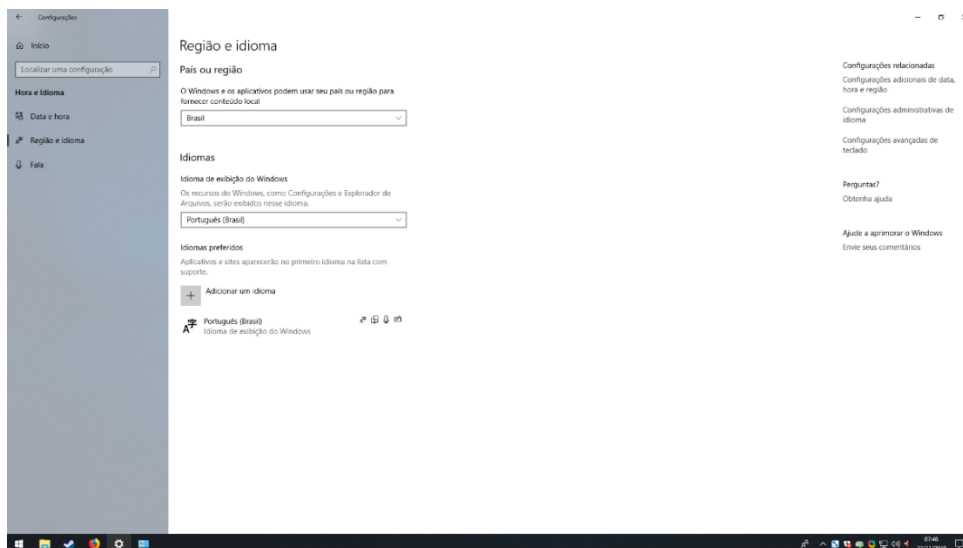 Configurações
Início
Localizar uma configuração
Hora e Idioma
Data e hora
Região e idioma
Fala
Região e idioma
País ou região
O Windows e os aplicativos podem usar seu país ou região para
fornecer conteúdo local
Brasil
Idiomas
Idioma de exibição do Windows
Os recursos do Windows, como Configurações e Explorador de
Arquivos, serão exibidos nesse idioma.
Português (Brasil)
Idiomas preferidos
Aplicativos e sites aparecerão no primeiro idioma na lista com
suporte.
Adicionar um idioma
Português (Brasil)
Idioma de exibição do Windows
Configurações relacionadas
Configurações adicionais de data,
hora e região
Configurações administrativas de
idioma
Configurações avançadas de
teclado
Perguntas?
Obtenha ajuda
Ajude a aprimorar o Windows
Envie seus comentários
07:46